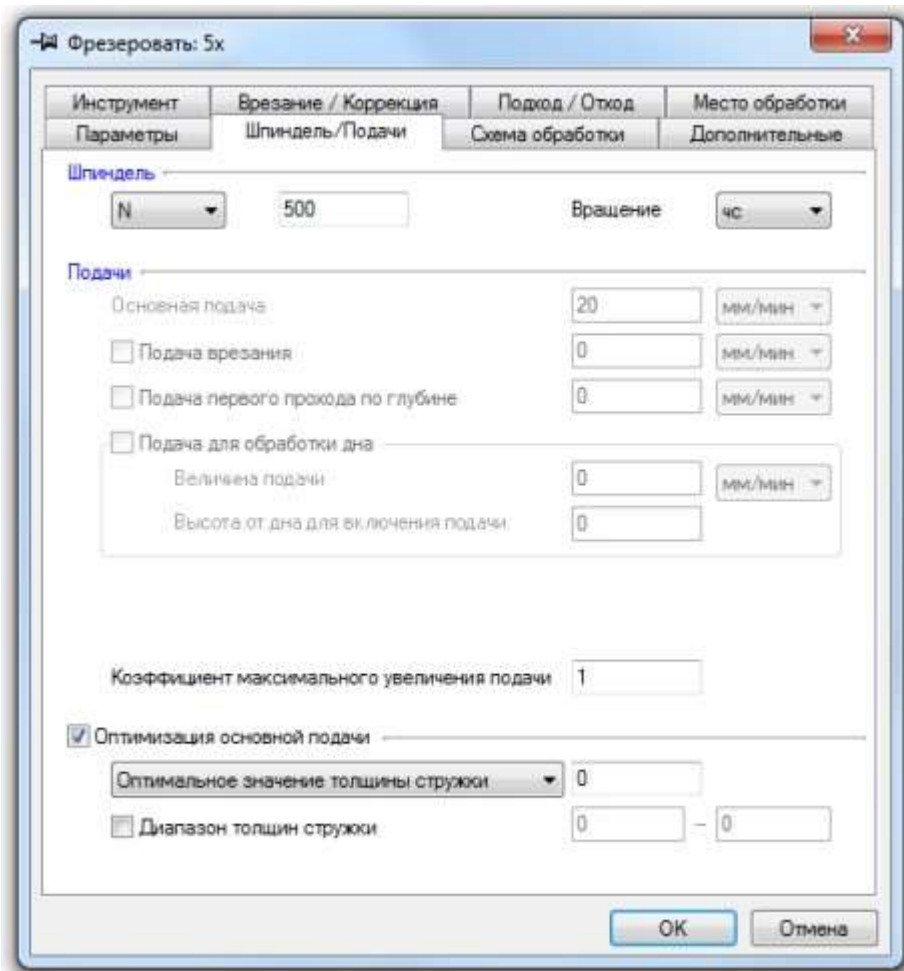 Фрезеровать: 5x
Инструмент Врезание / Коррекция Подход / Отход Место обработки
Параметры Шпиндель/Подачи Схема обработки Дополнительные
Шпиндель
N 500 Вращение чс
Подачи
Основная подача 20 мм/мин
Подача врезания 0 мм/мин
Подача первого прохода по глубине 0 мм/мин
Подача для обработки дна
Величина подачи 0 мм/мин
Высота от дна для включения подачи 0
Коэффициент максимального увеличения подачи 1
Оптимизация основной подачи
Оптимальное значение толщины стружки 0
Диапазон толщин стружки 0 – 0
OK Отмена